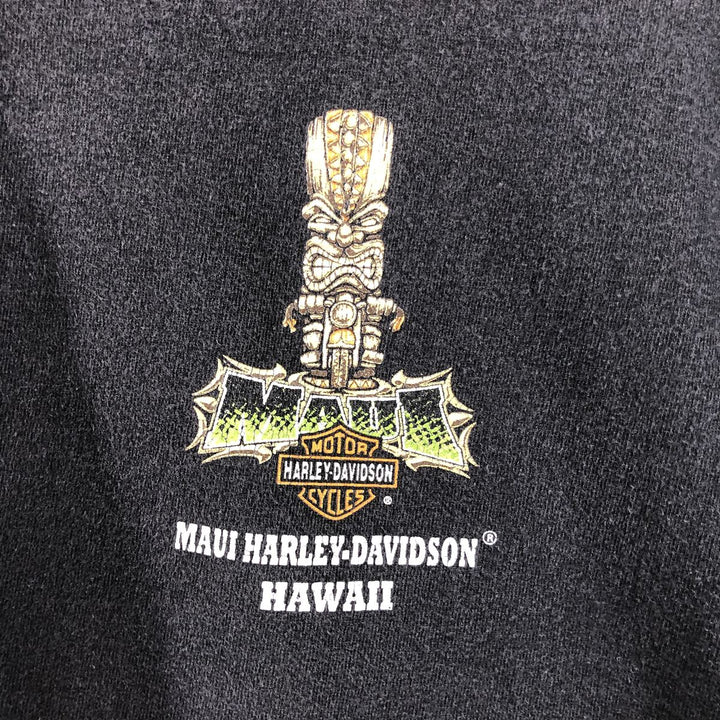 MAUI
MOTOR
HARLEY-DAVIDSON
CYCLES ®
MAUI HARLEY-DAVIDSON®
HAWAII